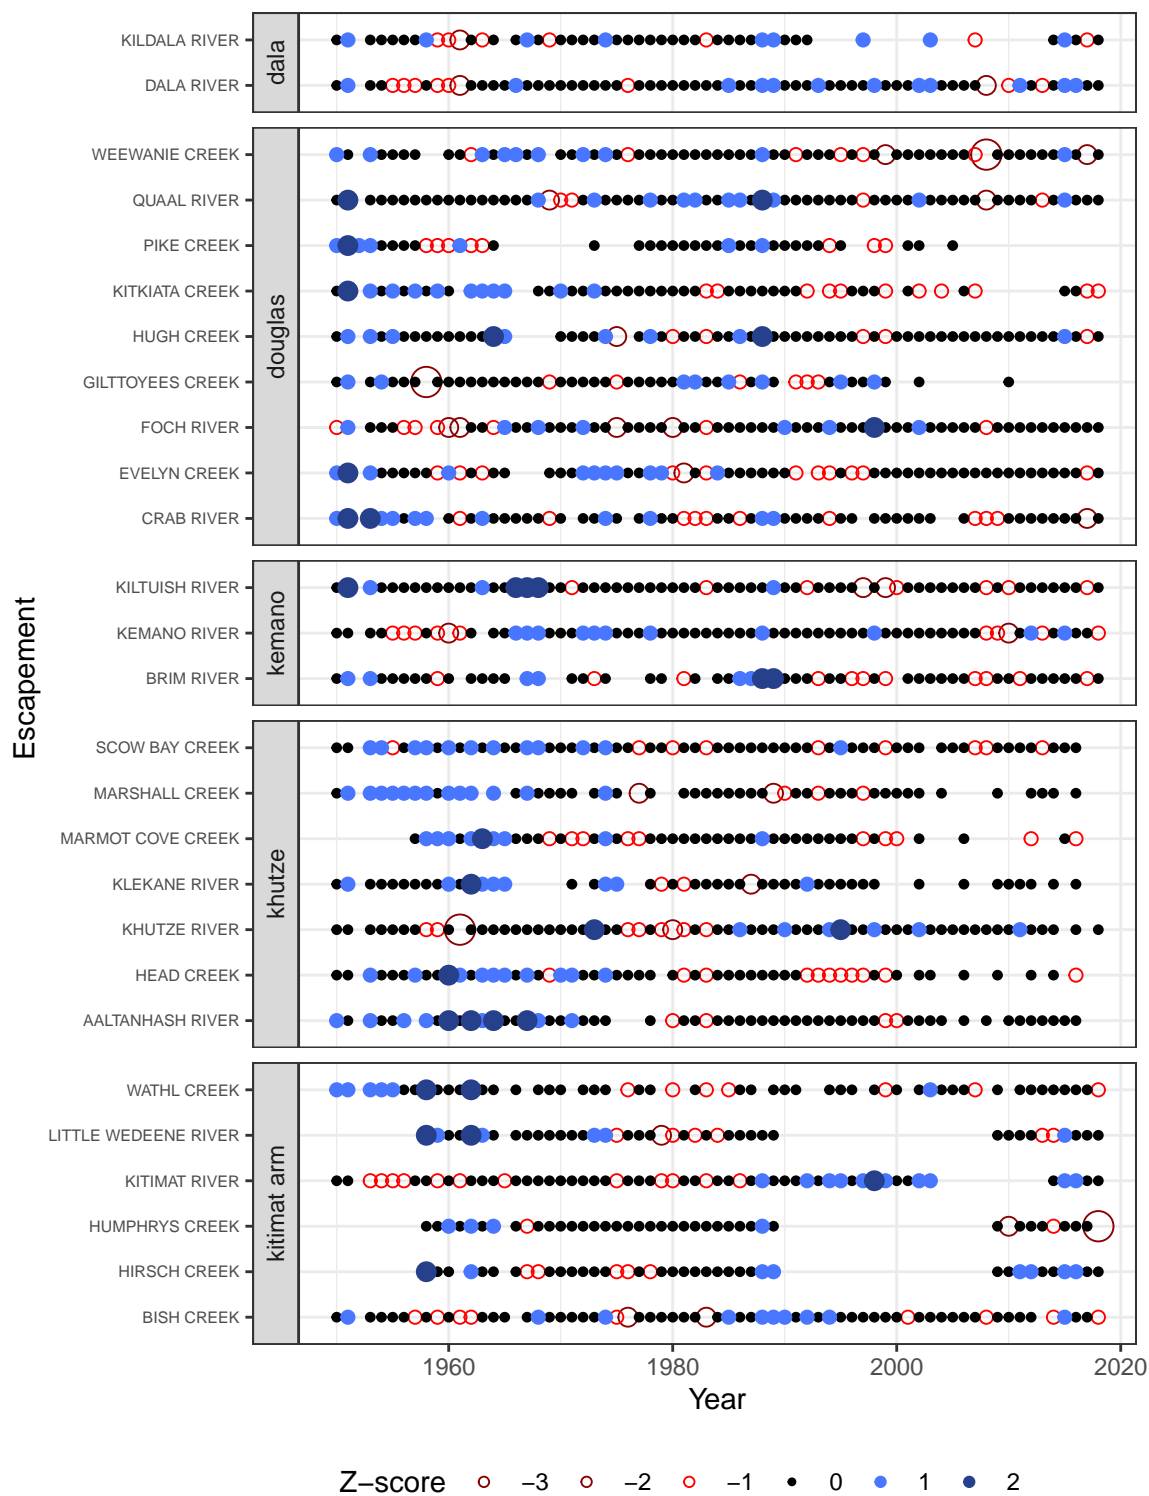 Escapement
dala
KILDALA RIVER
DALA RIVER
douglas
WEEWANIE CREEK
QUAAL RIVER
PIKE CREEK
KITKIATA CREEK
HUGH CREEK
GILTTOYEES CREEK
FOCH RIVER
EVELYN CREEK
CRAB RIVER
kemano
KILTUISH RIVER
KEMANO RIVER
BRIM RIVER
khutze
SCOW BAY CREEK
MARSHALL CREEK
MARMOT COVE CREEK
KLEKANE RIVER
KHUTZE RIVER
HEAD CREEK
AALTANHASH RIVER
kitimat arm
WATHL CREEK
LITTLE WEDEENE RIVER
KITIMAT RIVER
HUMPHRYS CREEK
HIRSCH CREEK
BISH CREEK
1960 1980 2000 2020
Year
Z−score −3 −2 −1 0 1 2